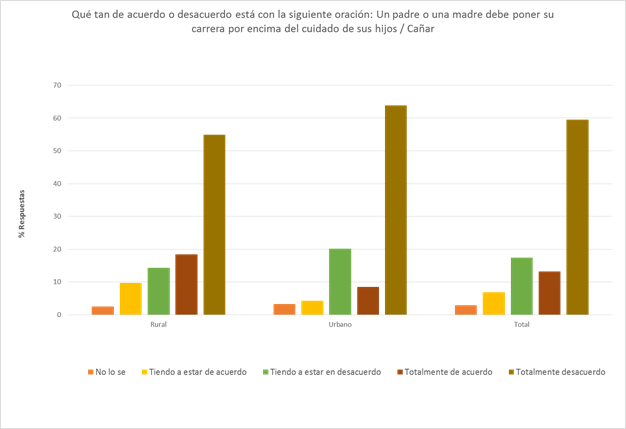 Qué tan de acuerdo o desacuerdo está con la siguiente oración: Un padre o una madre debe poner su
carrera por encima del cuidado de sus hijos / Cañar
70
60
50
40
30
20
10
0
% Respuestas
Rural Urbano Total
No lo se Tiendo a estar de acuerdo Tiendo a estar en desacuerdo Totalmente de acuerdo Totalmente desacuerdo